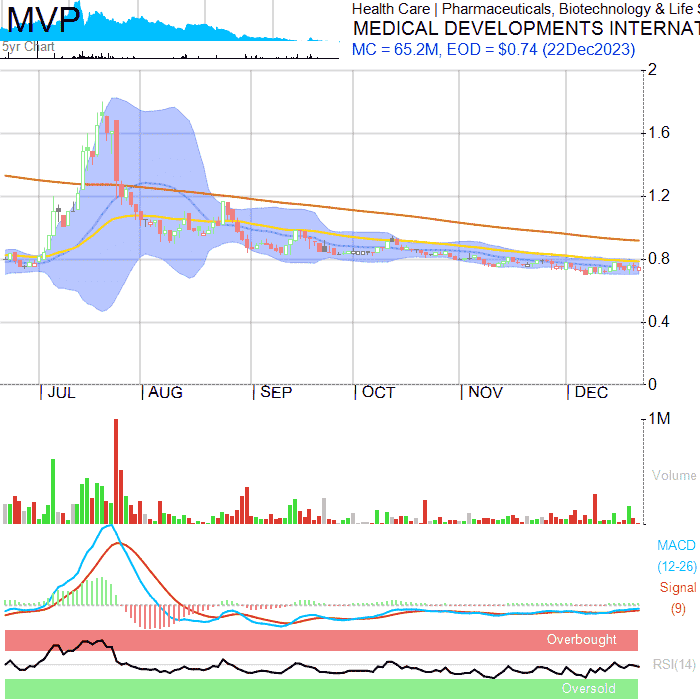 MVP
5yr Chart
Health Care | Pharmaceuticals, Biotechnology & Life
MEDICAL DEVELOPMENTS INTERNAT
MC = 65.2M, EOD = $0.74 (22Dec2023)
2
1.6
1.2
0.8
0.4
0
| JUL | AUG | SEP | OCT | NOV | DEC
1M
Volume
MACD
(12-26)
Signal
(9)
Overbought
RSI(14)
Oversold